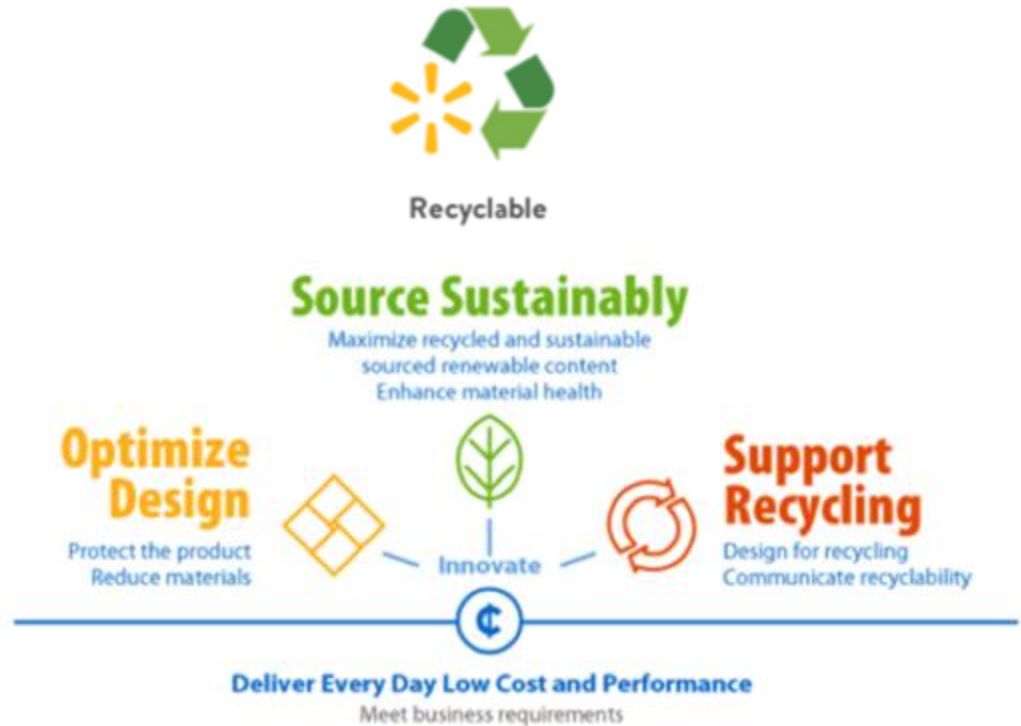 Recyclable
Source Sustainably
Maximize recycled and sustainable
sourced renewable content
Enhance material health
Optimize
Design
Protect the product
Reduce materials
Support
Recycling
Design for recycling
Communicate recyclability
Innovate
₵
Deliver Every Day Low Cost and Performance
Meet business requirements